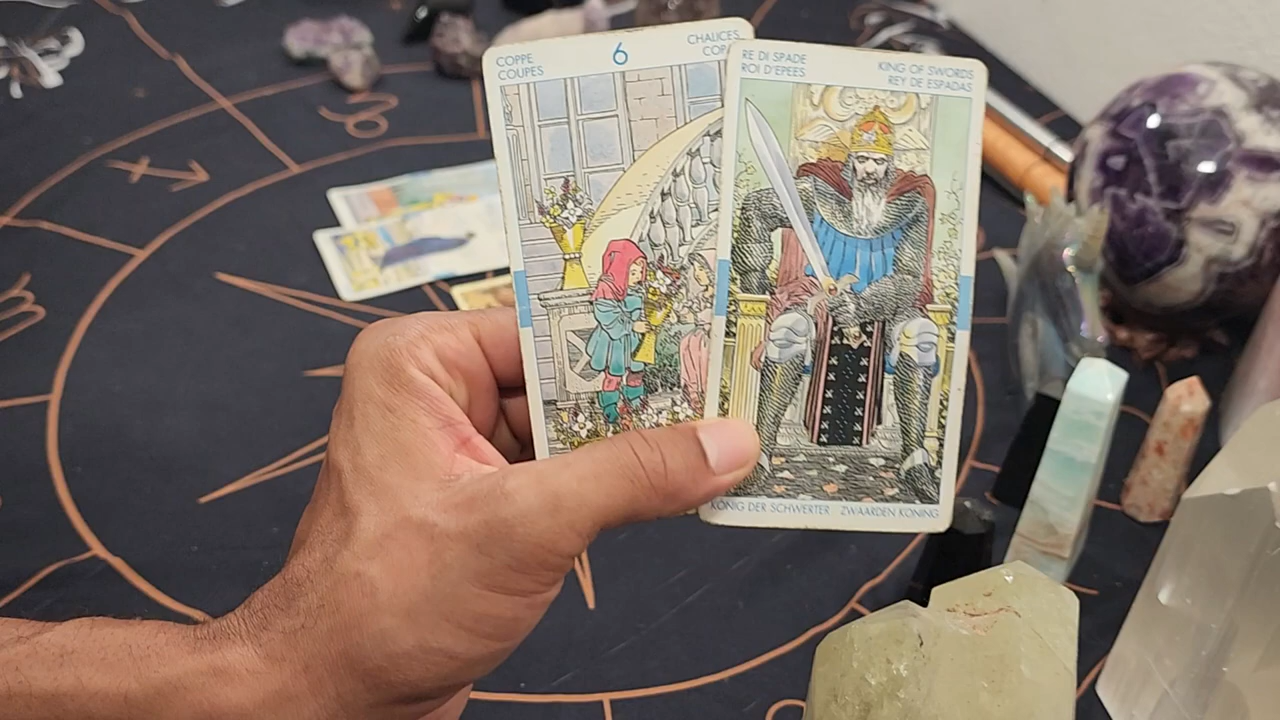 COPPE
COUPES
6
CHALICES
RE DI SPADE
ROI D'EPEES
KING OF SWORDS
REY DE ESPADAS
KÖNIG DER SCHWERTER ZWAARDEN KONING